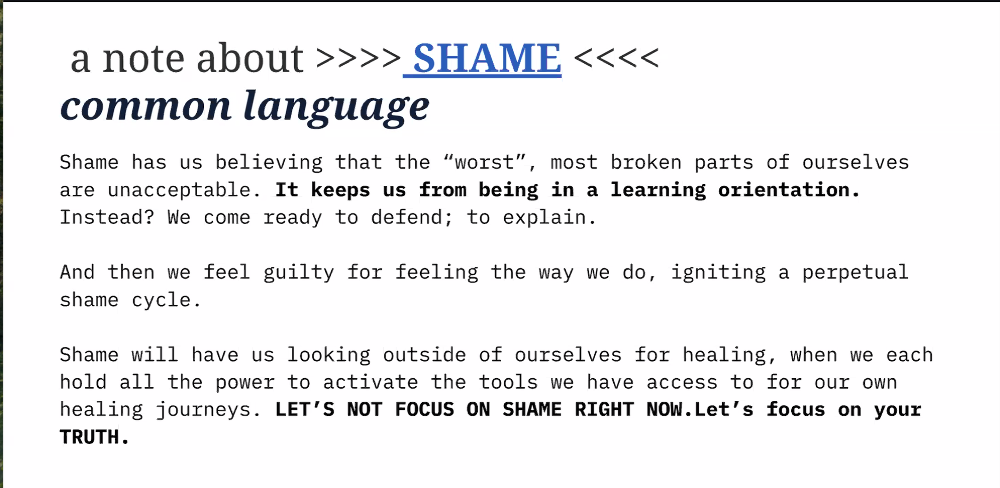 a note about >>>> SHAME <<<<
common language
Shame has us believing that the “worst”, most broken parts of ourselves
are unacceptable. It keeps us from being in a learning orientation.
Instead? We come ready to defend; to explain.
And then we feel guilty for feeling the way we do, igniting a perpetual
shame cycle.
Shame will have us looking outside of ourselves for healing, when we each
hold all the power to activate the tools we have access to for our own
healing journeys. LET’S NOT FOCUS ON SHAME RIGHT NOW.Let’s focus on your
TRUTH.